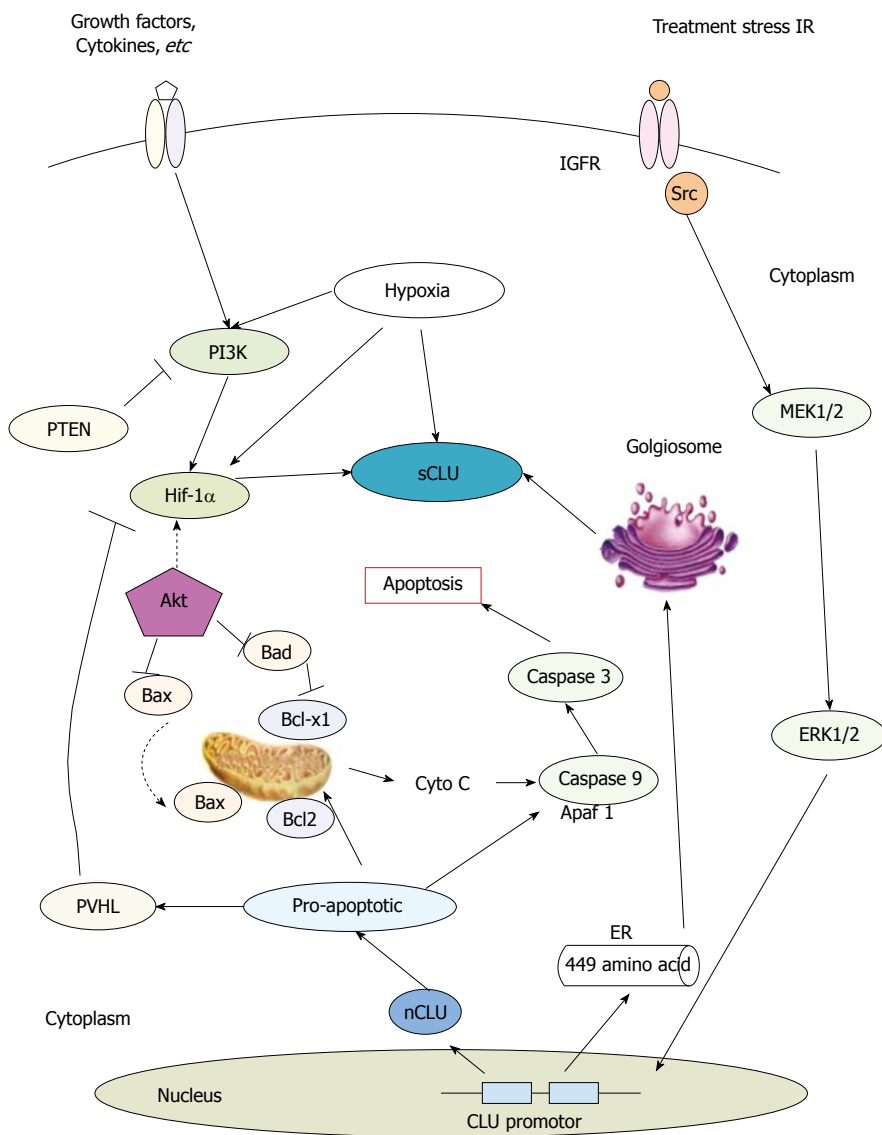 Growth factors,
Cytokines, etc
Treatment stress IR
IGFR
Src
Cytoplasm
Hypoxia
PI3K
PTEN
MEK1/2
Golgiosome
sCLU
Hif-1α
Apoptosis
Akt
Bad
Caspase 3
Bax
Bcl-x1
ERK1/2
Cyto C
Caspase 9
Bax
Apaf 1
Bcl2
PVHL
Pro-apoptotic
ER
449 amino acid
nCLU
Cytoplasm
Nucleus
CLU promotor